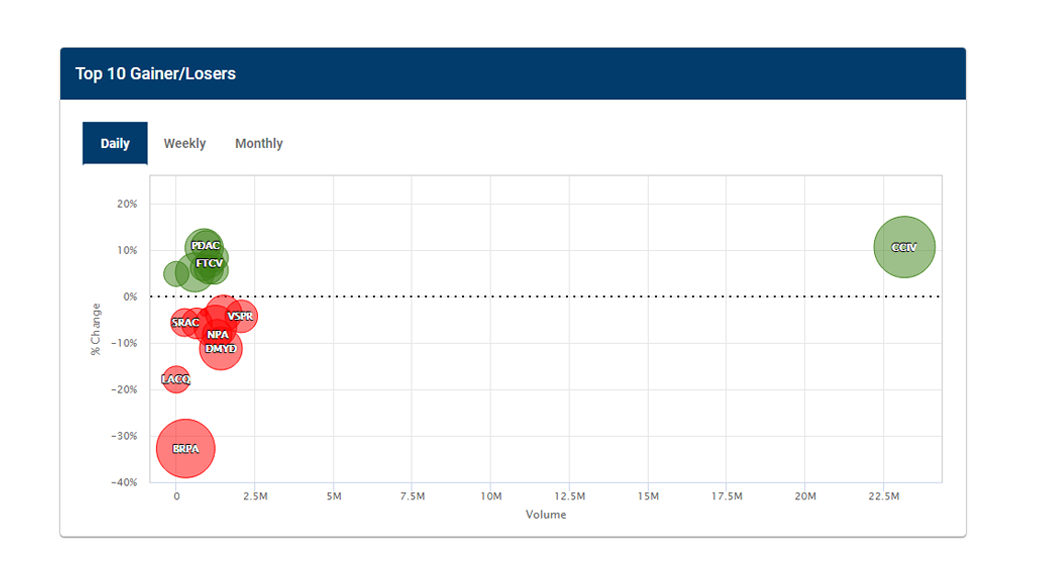 Top 10 Gainer/Losers
Daily Weekly Monthly
% Change
20%
10%
0%
-10%
-20%
-30%
-40%
PDAC
FTCV
CCIV
SRAC
VSPR
NPA
DMYD
LACQ
BRPA
0 2.5M 5M 7.5M 10M 12.5M 15M 17.5M 20M 22.5M
Volume